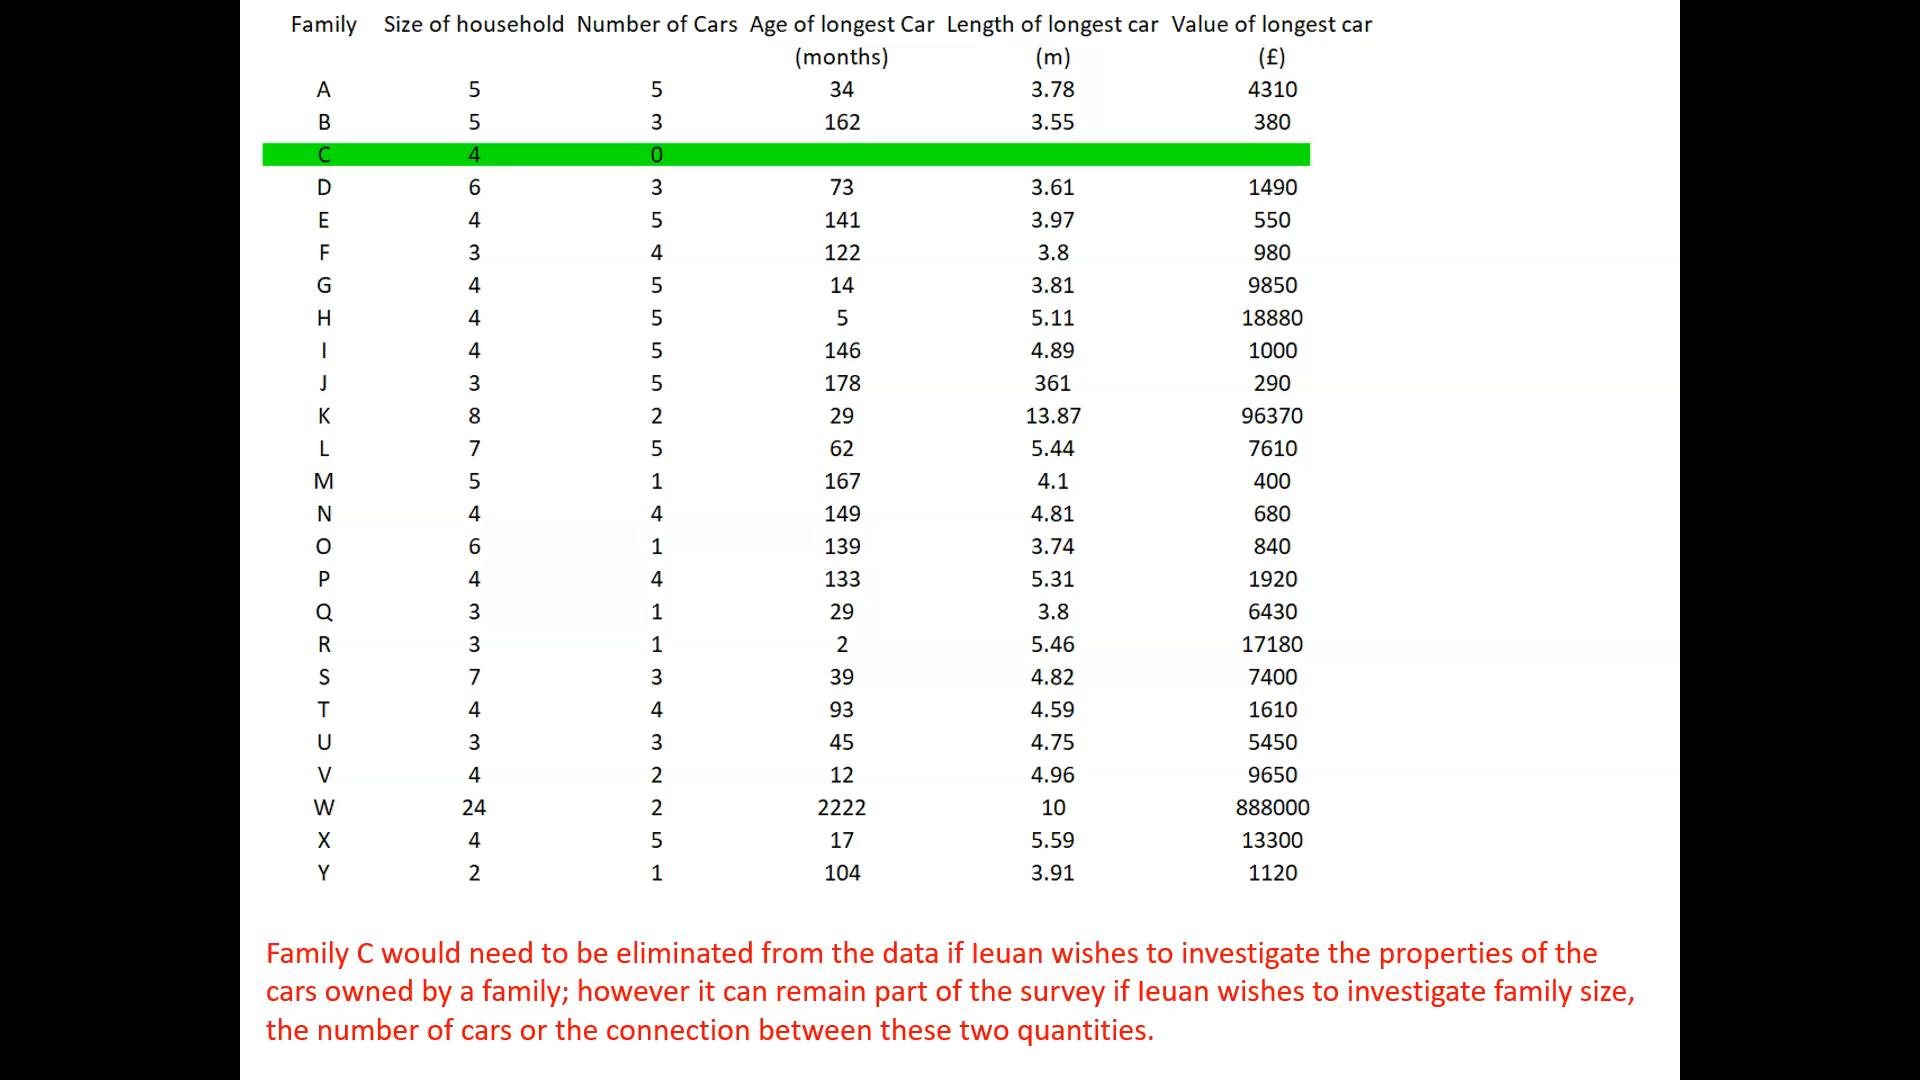 Family Size of household Number of Cars Age of longest Car Length of longest car Value of longest car
(months) (m) (£)
A 5 5 34 3.78 4310
B 5 3 162 3.55 380
C 4 0
D 6 3 73 3.61 1490
E 4 5 141 3.97 550
F 3 4 122 3.8 980
G 4 5 14 3.81 9850
H 4 5 5 5.11 18880
I 4 5 146 4.89 1000
J 3 5 178 361 290
K 8 2 29 13.87 96370
L 7 5 62 5.44 7610
M 5 1 167 4.1 400
N 4 4 149 4.81 680
O 6 1 139 3.74 840
P 4 4 133 5.31 1920
Q 3 1 29 3.8 6430
R 3 1 2 5.46 17180
S 7 3 39 4.82 7400
T 4 4 93 4.59 1610
U 3 3 45 4.75 5450
V 4 2 12 4.96 9650
W 24 2 2222 10 888000
X 4 5 17 5.59 13300
Y 2 1 104 3.91 1120
Family C would need to be eliminated from the data if Ieuan wishes to investigate the properties of the
cars owned by a family; however it can remain part of the survey if Ieuan wishes to investigate family size,
the number of cars or the connection between these two quantities.